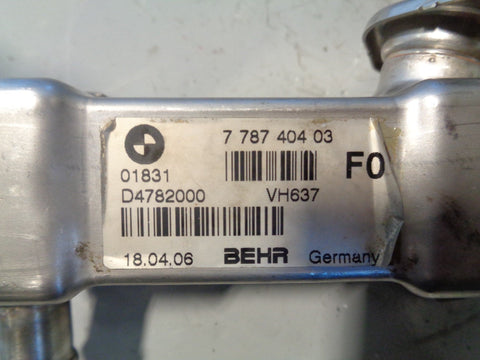 7 787 404 03
01831
F0
D4782000 VH637
18.04.06 BEHR Germany